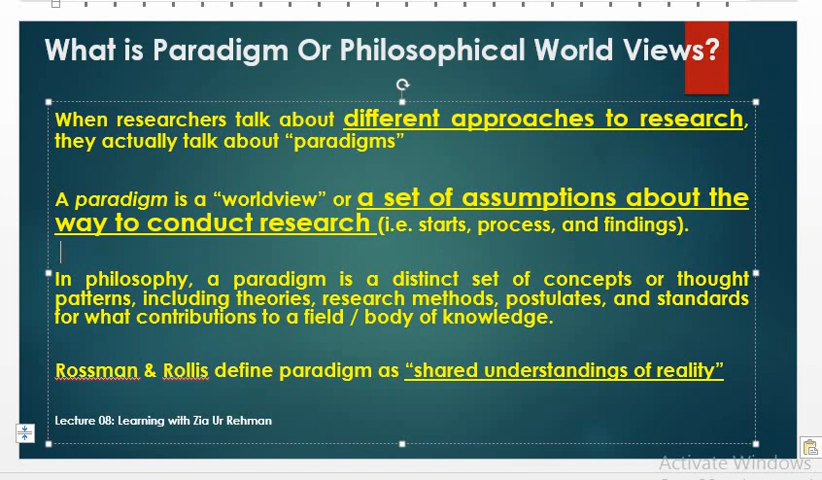 What is Paradigm Or Philosophical World Views?
When researchers talk about different approaches to research,
they actually talk about “paradigms”
A paradigm is a “worldview” or a set of assumptions about the
way to conduct research (i.e. starts, process, and findings).
In philosophy, a paradigm is a distinct set of concepts or thought
patterns, including theories, research methods, postulates, and standards
for what contributions to a field / body of knowledge.
Rossman & Rollis define paradigm as “shared understandings of reality”
Lecture 08: Learning with Zia Ur Rehman
Activate Windows